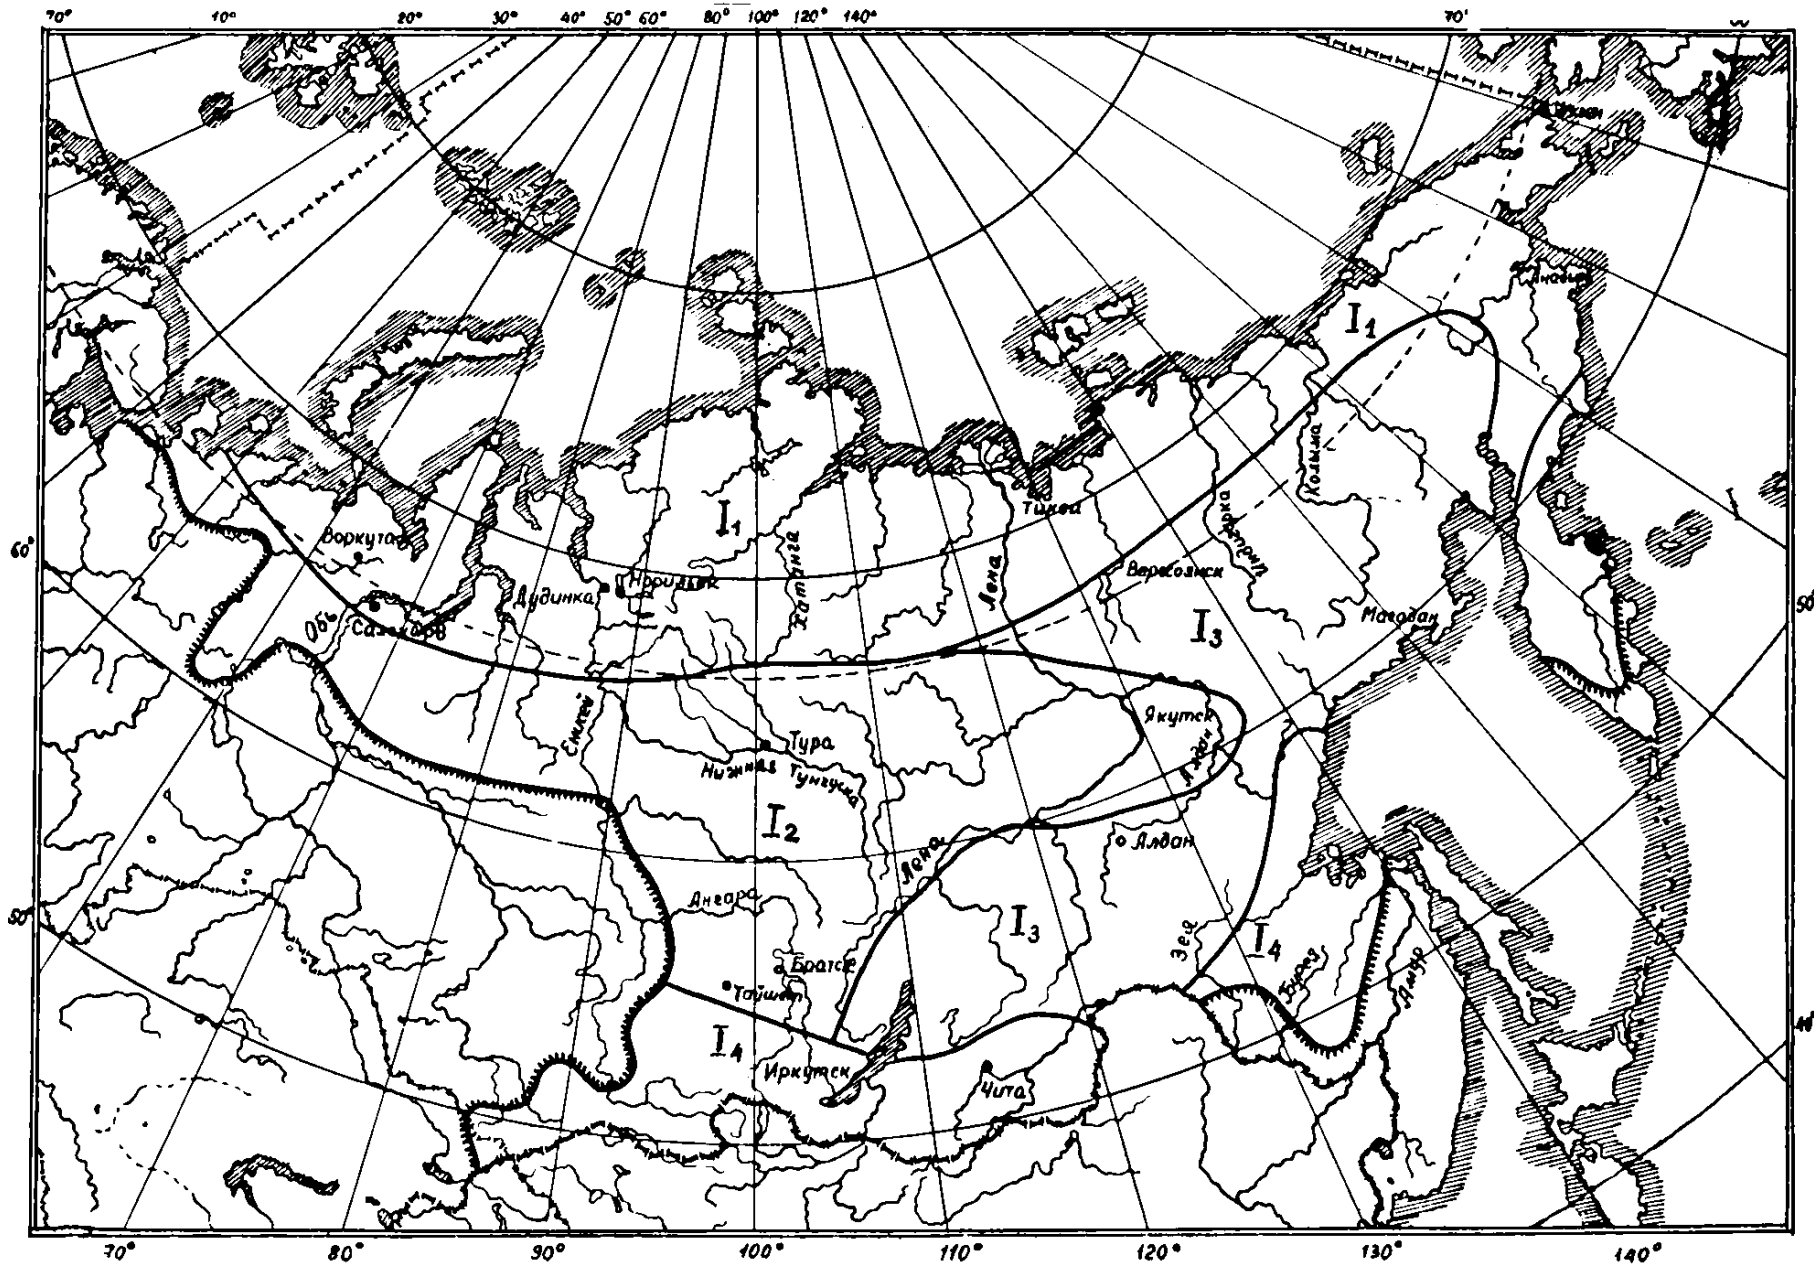 70° 10° 20° 30° 40° 50° 60° 80° 100° 120° 140° 70°
I₁
Анадырь
Колыма
I₁
Тикси
Индигирка
60°
Воркута
Хатанга
Лена
Верхоянск
Норильск
Дудинка
50°
Обь
Салехард
Магадан
I₃
Енисей
Якутск
Тура
Алдан
Нижняя Тунгуска
I₂
Алдан
Лена
Ангара
50°
I₃
Зея
I₄
Братск
Бурея
Амур
Тайшет
40°
I₄
Иркутск
Чита
70° 80° 90° 100° 110° 120° 130° 140°